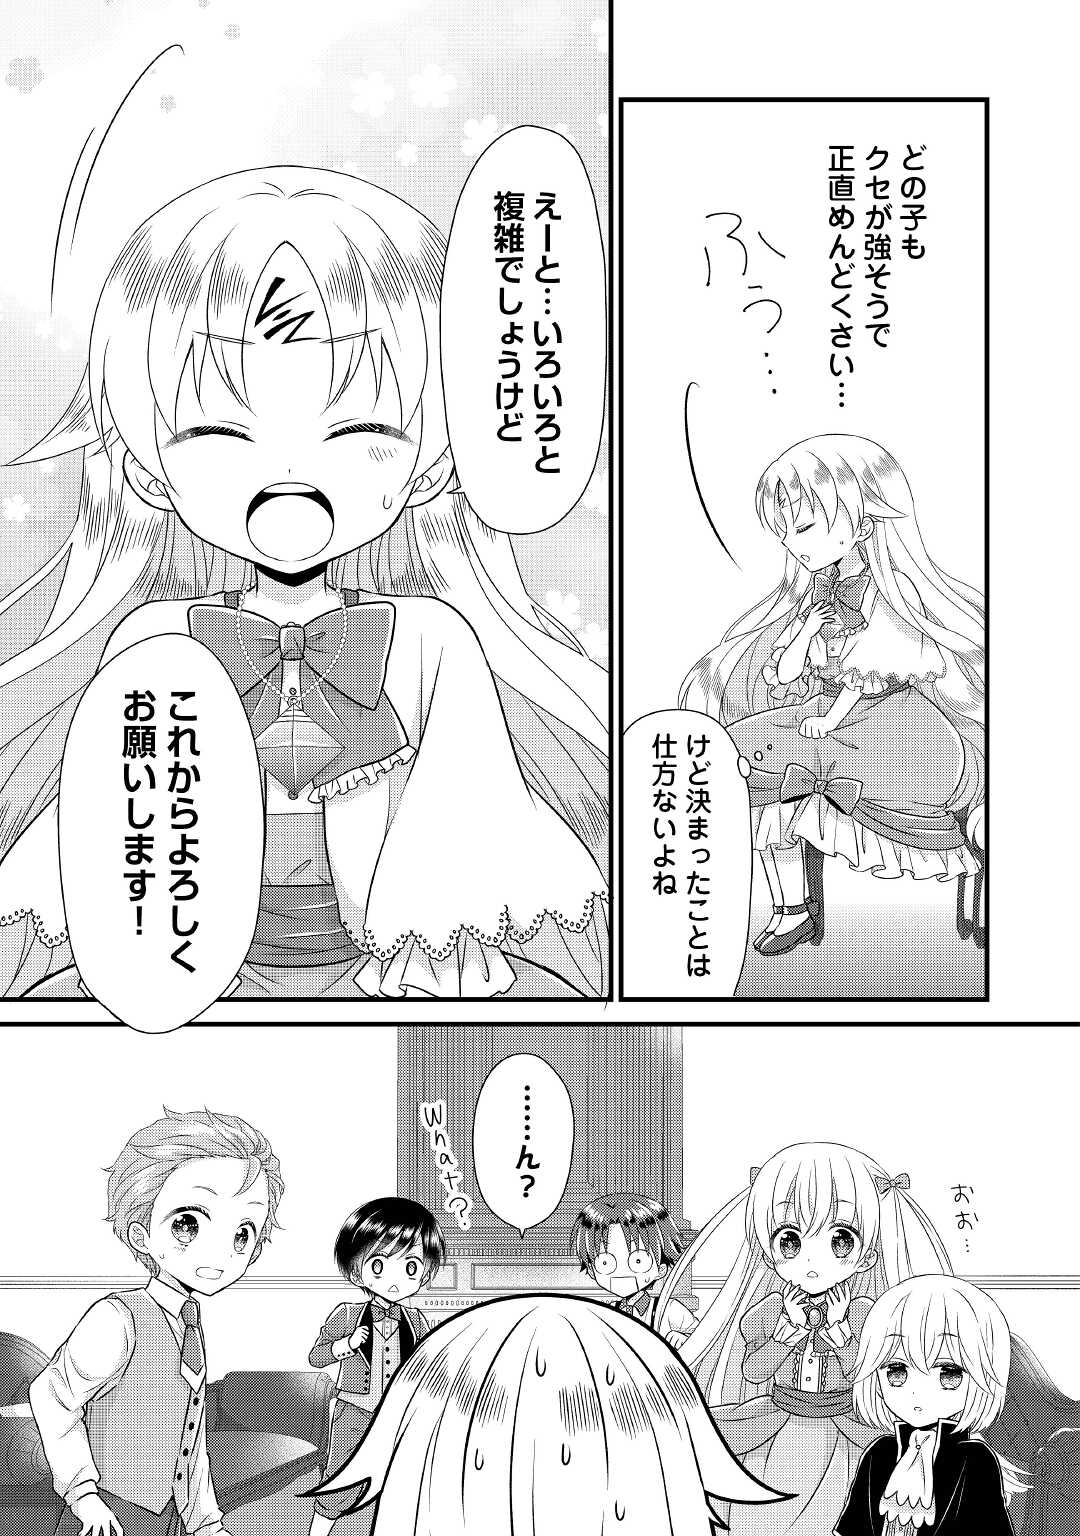 どの子も
クセが強そうで
正直めんどくさい…
ふぅ…
けど決まったことは
仕方ないよね
えーと…いろいろと
複雑でしょうけど
これからよろしく
お願いします!
………ん?
What?
おお…